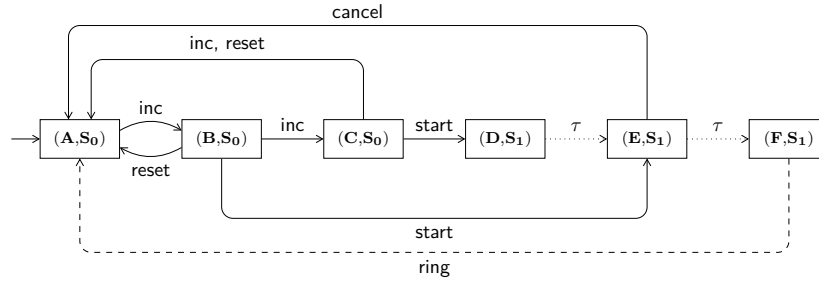 cancel
inc, reset
inc
(A,S₀)
(B,S₀)
inc
(C,S₀)
start
(D,S₁)
τ
(E,S₁)
τ
(F,S₁)
reset
start
ring